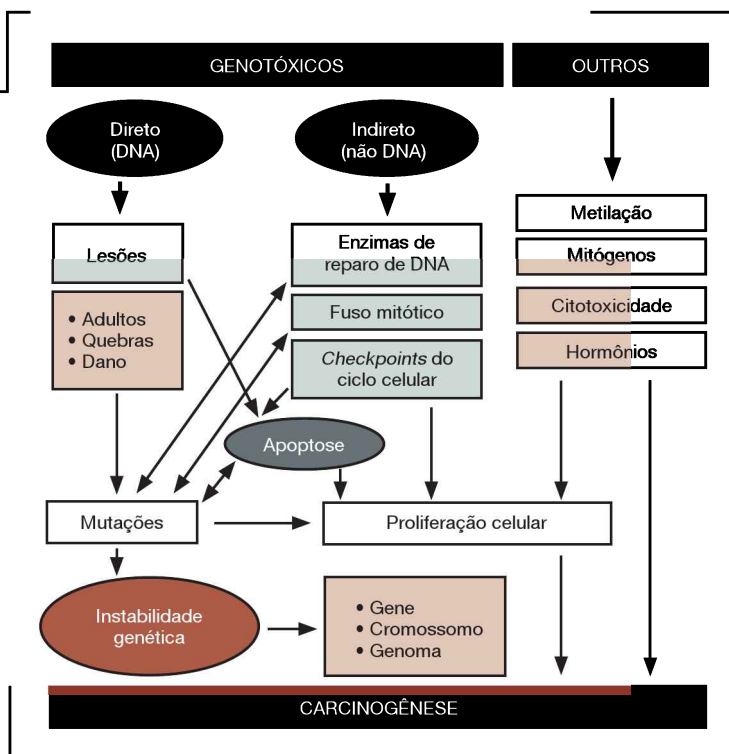 GENOTÓXICOS
OUTROS
Direto
(DNA)
Indireto
(não DNA)
Lesões
• Adultos
• Quebras
• Dano
Enzimas de
reparo de DNA
Fuso mitótico
Checkpoints do
ciclo celular
Metilação
Mitógenos
Citotoxicidade
Hormônios
Apoptose
Mutações
Proliferação celular
Instabilidade
genética
• Gene
• Cromossomo
• Genoma
CARCINOGÊNESE